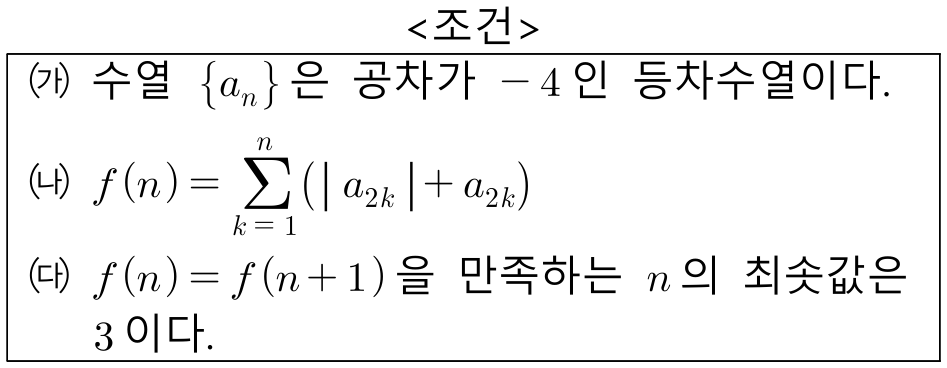 <조건>
㈎ 수열 {aₙ}은 공차가 −4인 등차수열이다.
㈏ f(n) = \sum_{k=1}^{n} (| a_{2k} | + a_{2k})
㈐ f(n) = f(n+1)을 만족하는 n의 최솟값은
3이다.